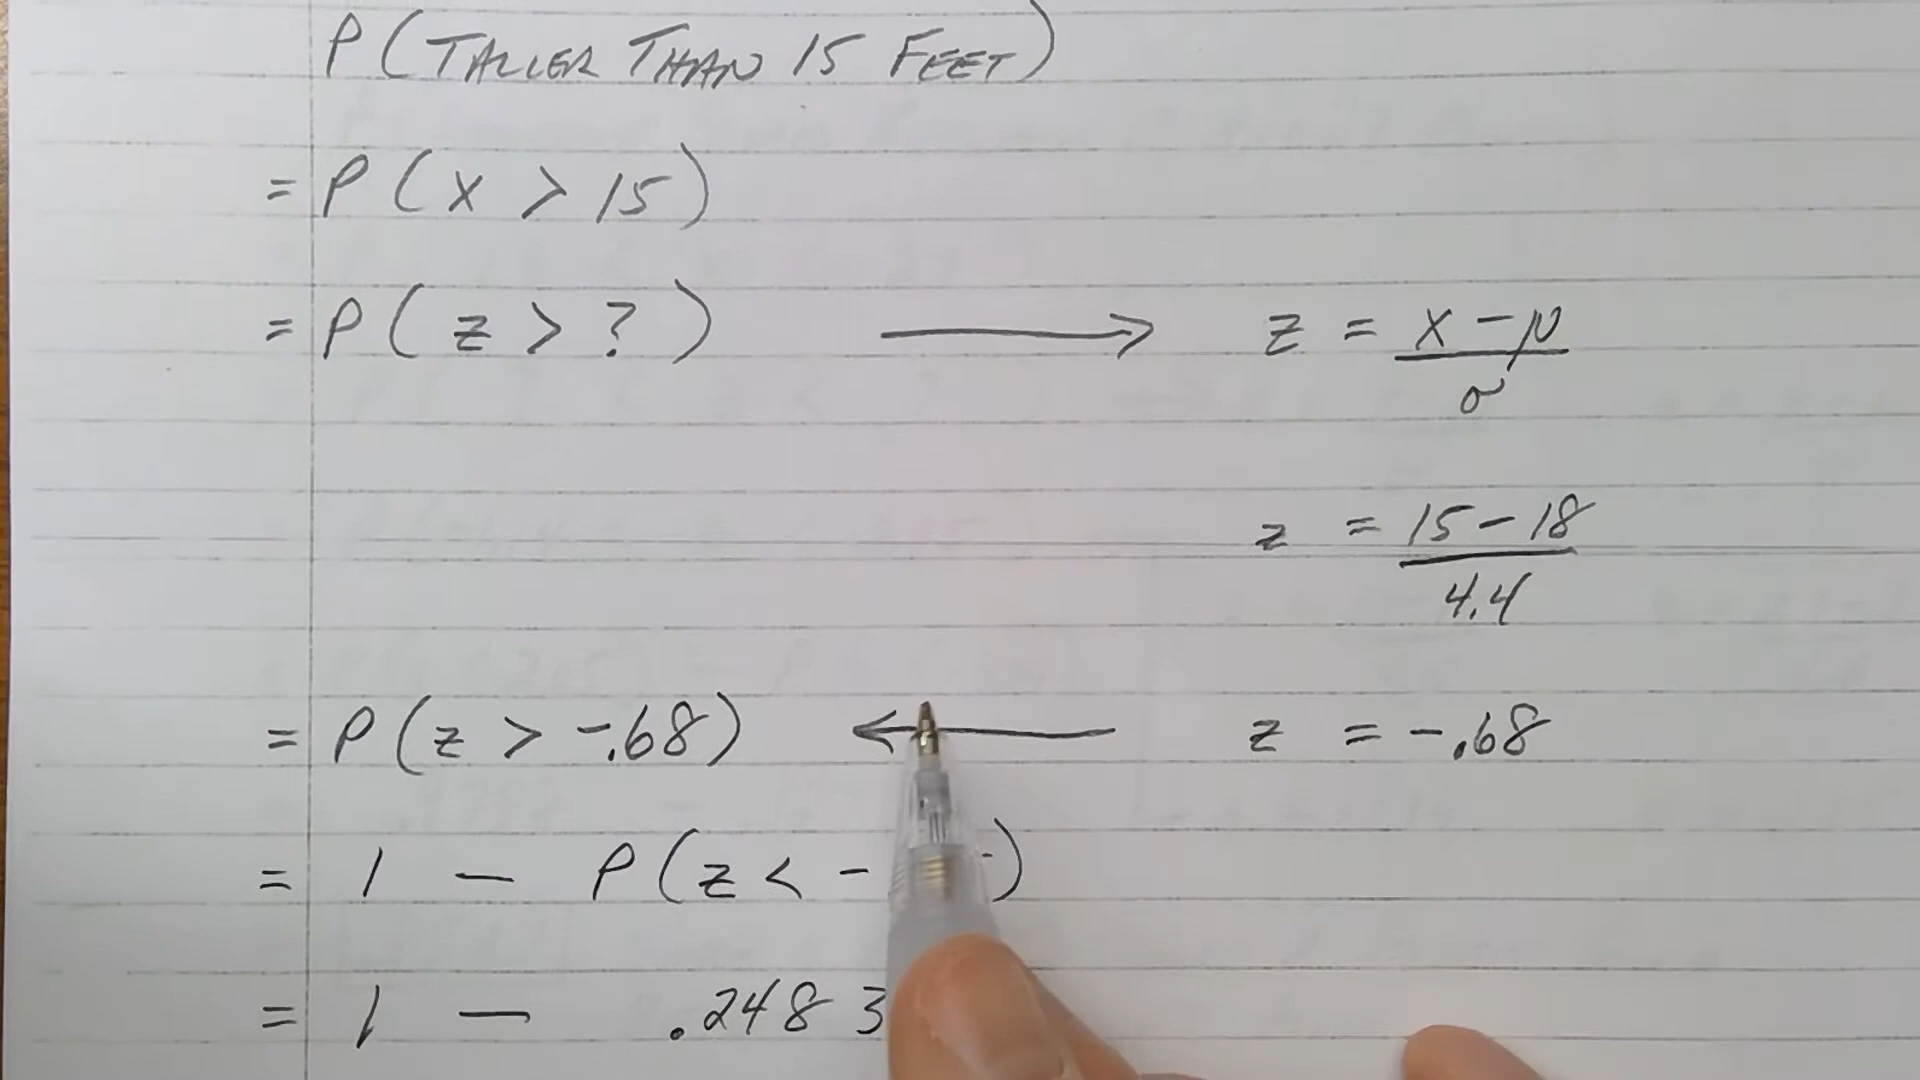 P(TALLER THAN 15 FEET)
= P(x > 15)
= P(z > ?) ⟶ z = x - μ / σ
z = 15 - 18 / 4.4
= P(z > -.68) ⟵ z = -.68
= 1 - P(z < - )
= 1 - .2483